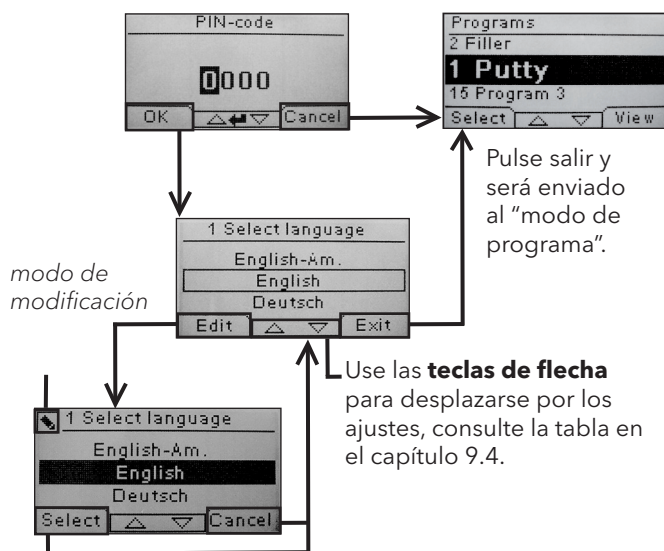 PIN-code
0000
OK
Cancel
Programs
2 Filler
1 Putty
15 Program 3
Select
View
Pulse salir y
será enviado
al “modo de
programa”.
1 Select language
English-Am.
English
Deutsch
Edit
Exit
modo de
modificación
Use las teclas de flecha
para desplazarse por los
ajustes, consulte la tabla en
el capítulo 9.4.
1 Select language
English-Am.
English
Deutsch
Select
Cancel